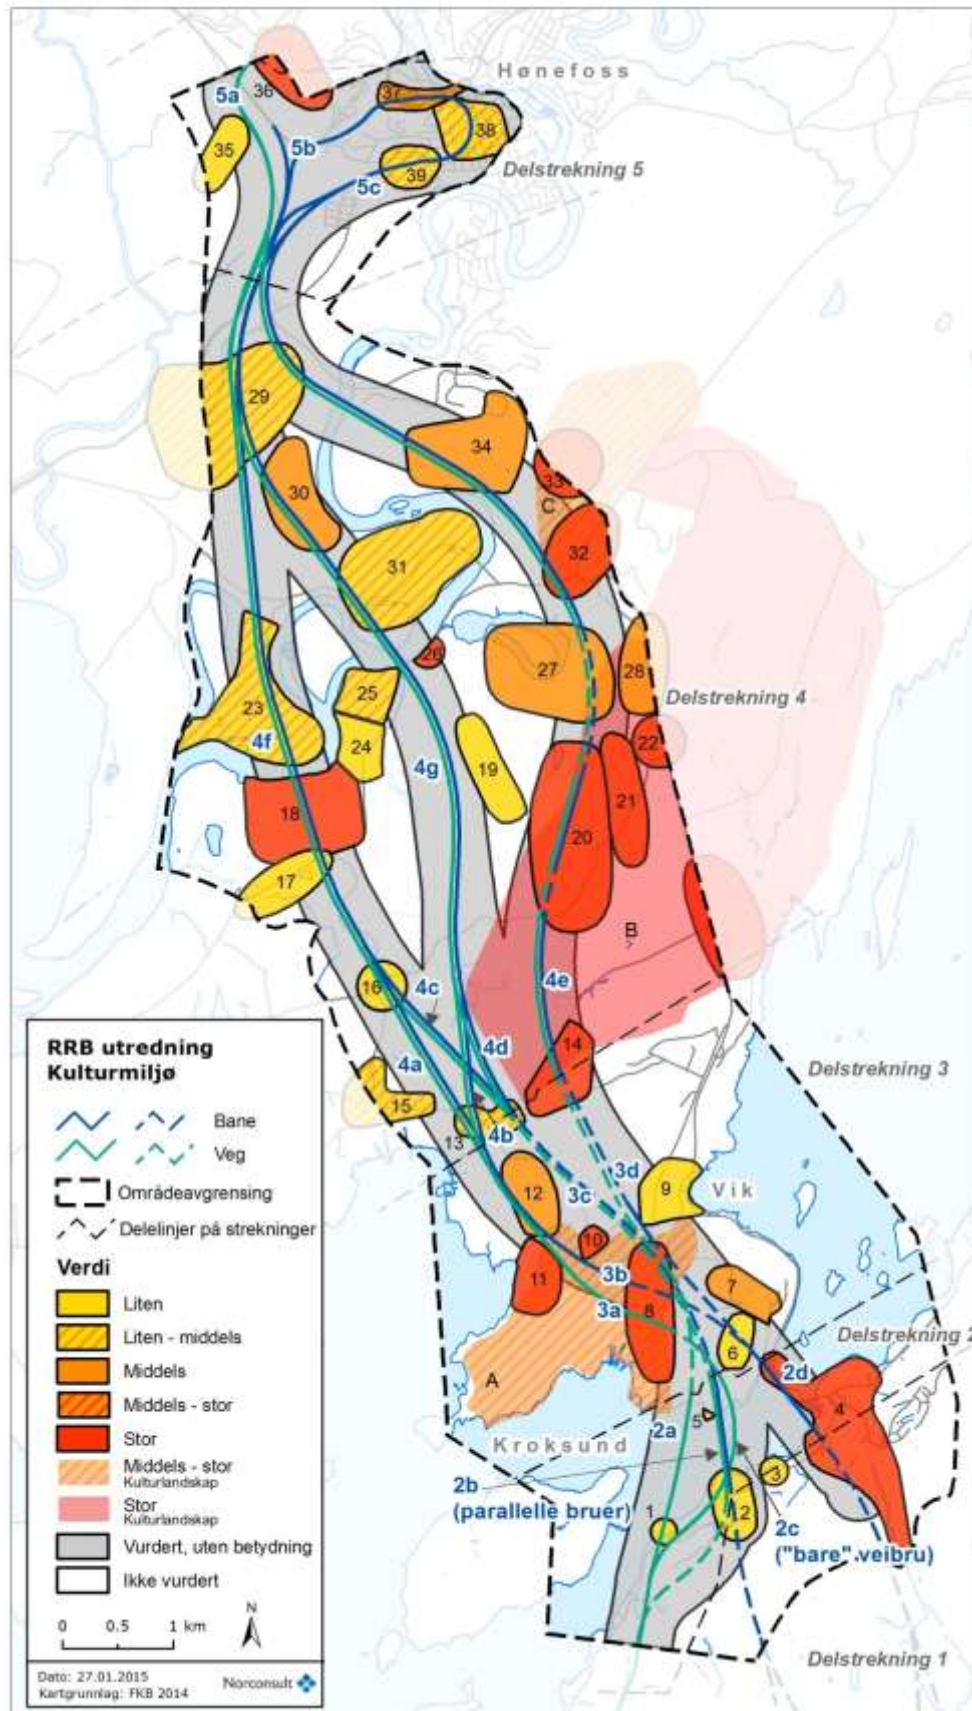 Hønefoss
5a
36
37
38
5b
35
39
5c
Delstrekning 5
29
34
30
33
C
32
31
26
27
28
25
23
Delstrekning 4
4f
24
22
4g
19
21
18
20
17
B
4e
16
4c
4d
14
4a
Delstrekning 3
15
13
4b
3d
9
Vik
12
3c
10
11
3b
7
3a
8
6
Delstrekning 2
A
2d
4
5
2a
Kroksund
2b
(parallelle bruer)
3
1
2
2c
("bare" veibru)
Delstrekning 1
RRB utredning
Kulturmiljø
Bane
Veg
Områdeavgrensing
Delelinjer på strekninger
Verdi
Liten
Liten - middels
Middels
Middels - stor
Stor
Middels - stor
Kulturlandskap
Stor
Kulturlandskap
Vurdert, uten betydning
Ikke vurdert
0 0.5 1 km
N
Dato: 27.01.2015
Kartgrunnlag: FKB 2014
Norconsult